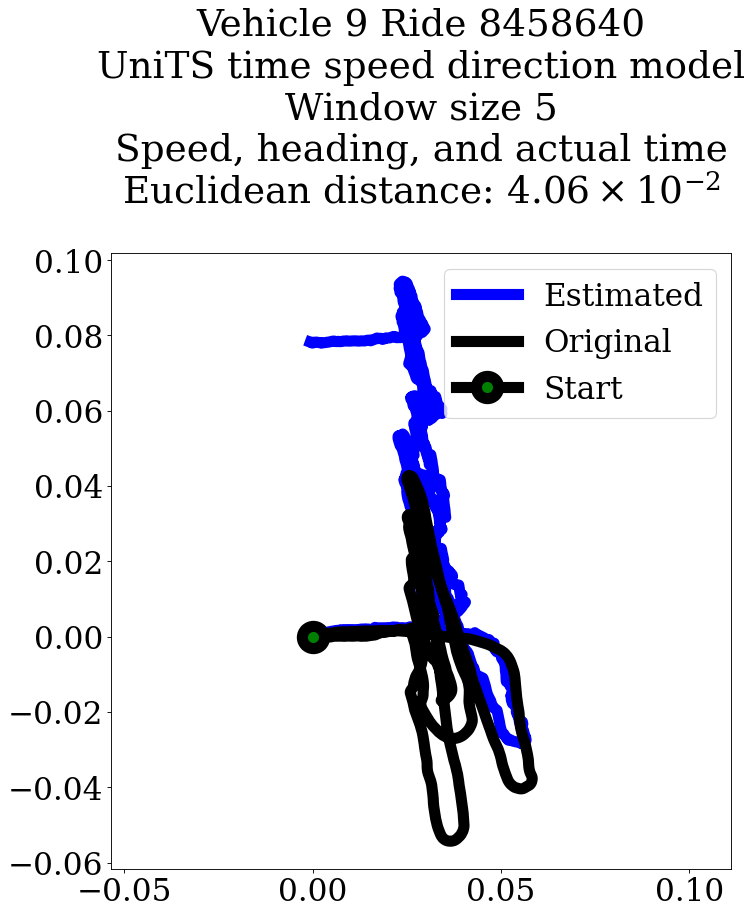 Vehicle 9 Ride 8458640
UniTS time speed direction model
Window size 5
Speed, heading, and actual time
Euclidean distance: 4.06 × 10⁻²
0.10
0.08
0.06
0.04
0.02
0.00
−0.02
−0.04
−0.06
Estimated
Original
Start
−0.05 0.00 0.05 0.10